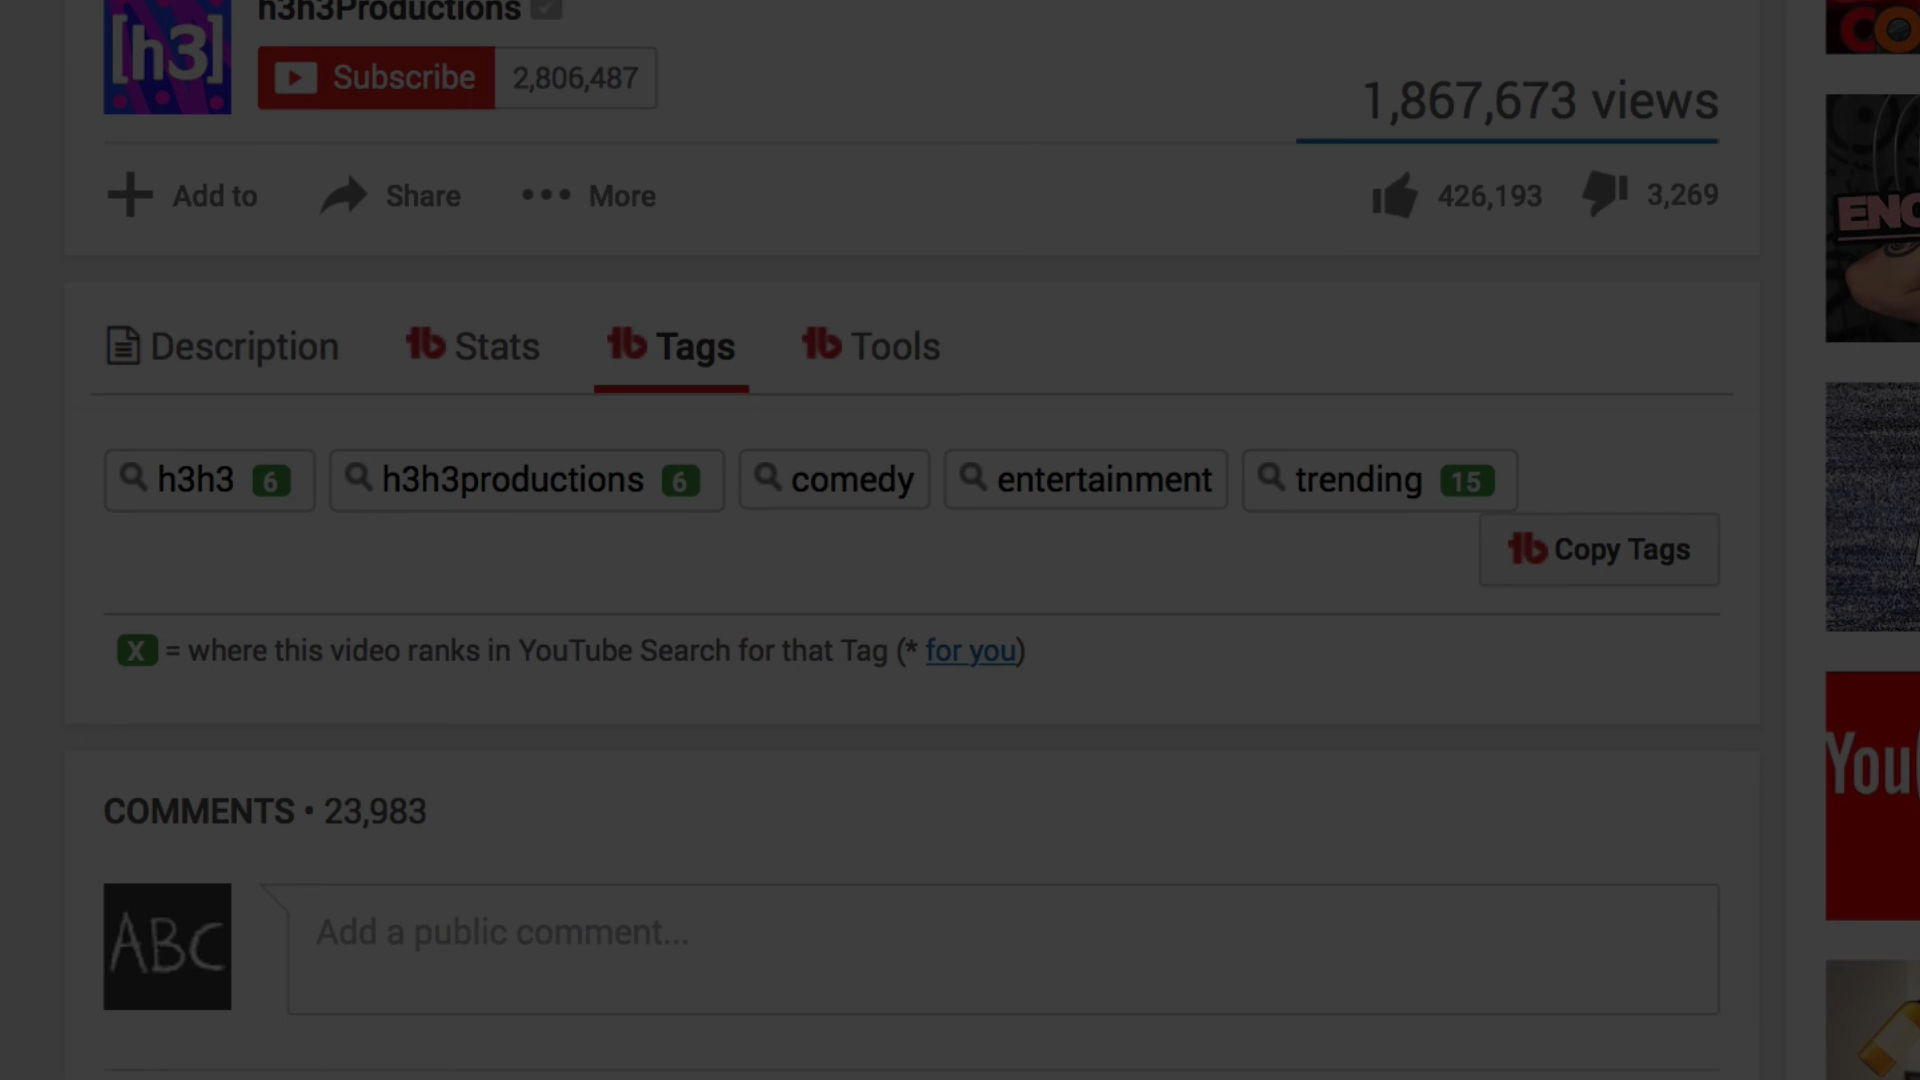 h3h3Productions
[h3]
Subscribe 2,806,487
1,867,673 views
Add to Share More 426,193 3,269
Description Stats Tags Tools
h3h3 6 h3h3productions 6 comedy entertainment trending 15
Copy Tags
X = where this video ranks in YouTube Search for that Tag (* for you)
COMMENTS • 23,983
ABC
Add a public comment...